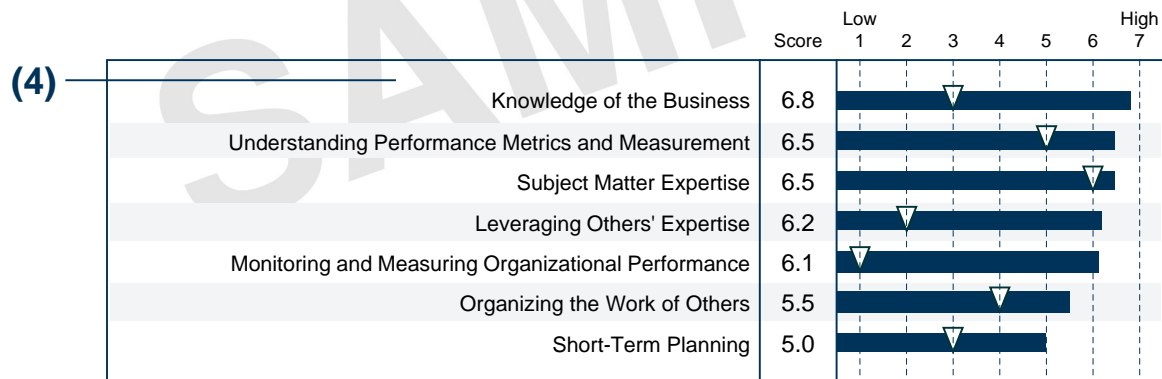 Low High
Score 1 2 3 4 5 6 7
(4)
Knowledge of the Business 6.8
Understanding Performance Metrics and Measurement 6.5
Subject Matter Expertise 6.5
Leveraging Others' Expertise 6.2
Monitoring and Measuring Organizational Performance 6.1
Organizing the Work of Others 5.5
Short-Term Planning 5.0
SAM